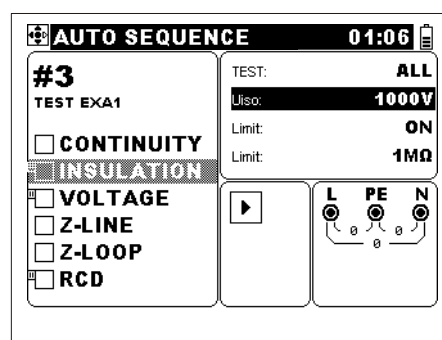 AUTO SEQUENCE 01:06
#3
TEST EXA1
CONTINUITY
INSULATION
VOLTAGE
Z-LINE
Z-LOOP
RCD
TEST: ALL
Uiso: 1000V
Limit: ON
Limit: 1MΩ
L PE N
0 0
0